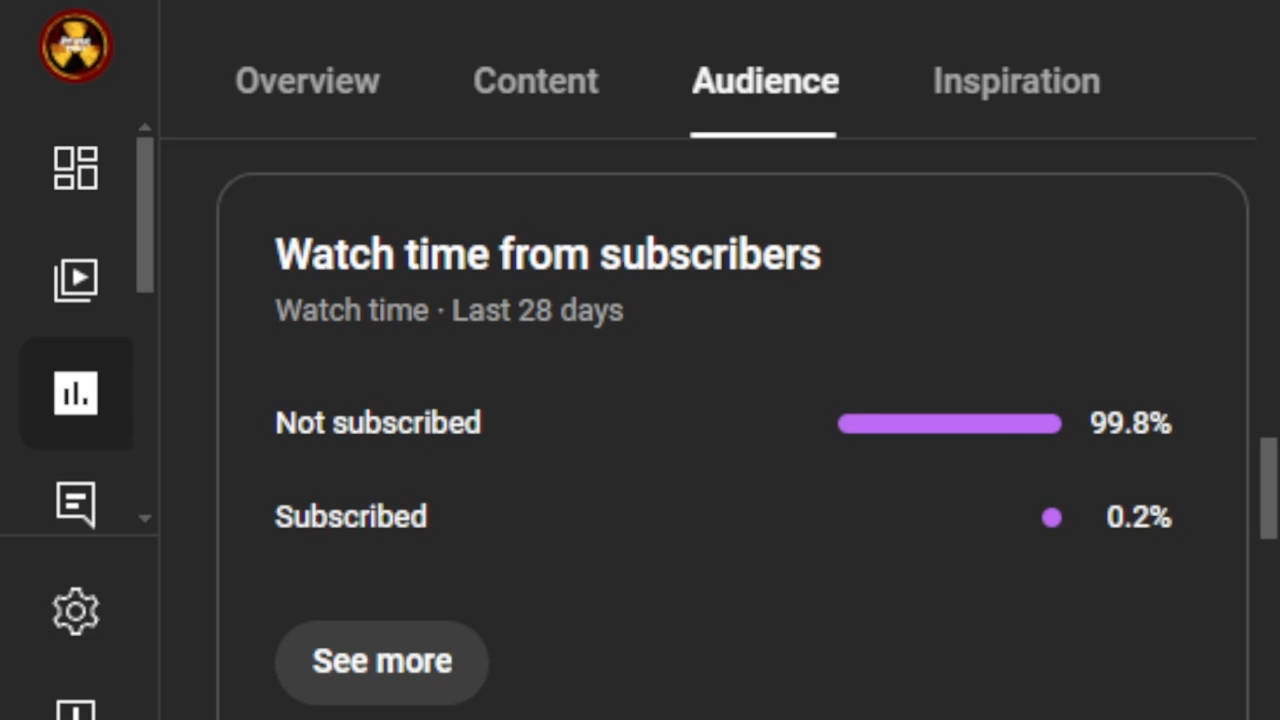 Overview Content Audience Inspiration
Watch time from subscribers
Watch time · Last 28 days
Not subscribed 99.8%
Subscribed 0.2%
See more